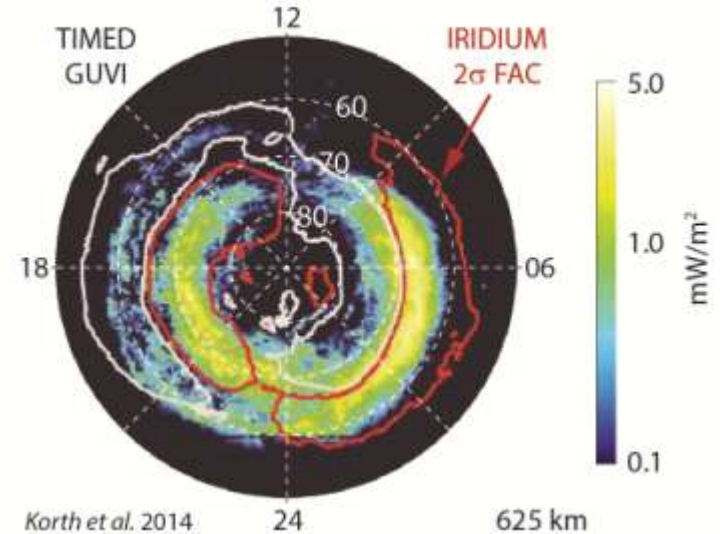 12
TIMED
GUVI
IRIDIUM
2σ FAC
60
70
80
18
06
24
5.0
1.0
0.1
mW/m²
Korth et al. 2014
625 km